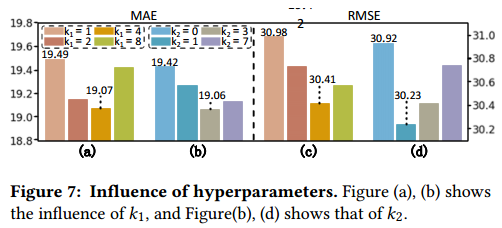 MAE
RMSE
2
19.8
19.6
19.4
19.2
19.0
18.8
k₁ = 1
k₁ = 4
k₁ = 2
k₁ = 8
k₂ = 0
k₂ = 3
k₂ = 1
k₂ = 7
19.49
19.07
19.42
19.06
30.98
30.41
30.92
30.23
31.0
30.8
30.6
30.4
30.2
(a)
(b)
(c)
(d)
Figure 7: Influence of hyperparameters. Figure (a), (b) shows
the influence of k₁, and Figure(b), (d) shows that of k₂.